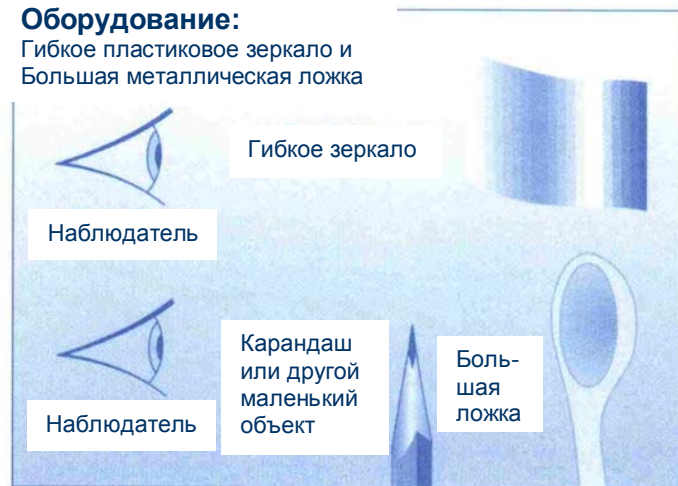 Оборудование:
Гибкое пластиковое зеркало и
Большая металлическая ложка
Гибкое зеркало
Наблюдатель
Карандаш
или другой
маленький
объект
Боль-
шая
ложка
Наблюдатель